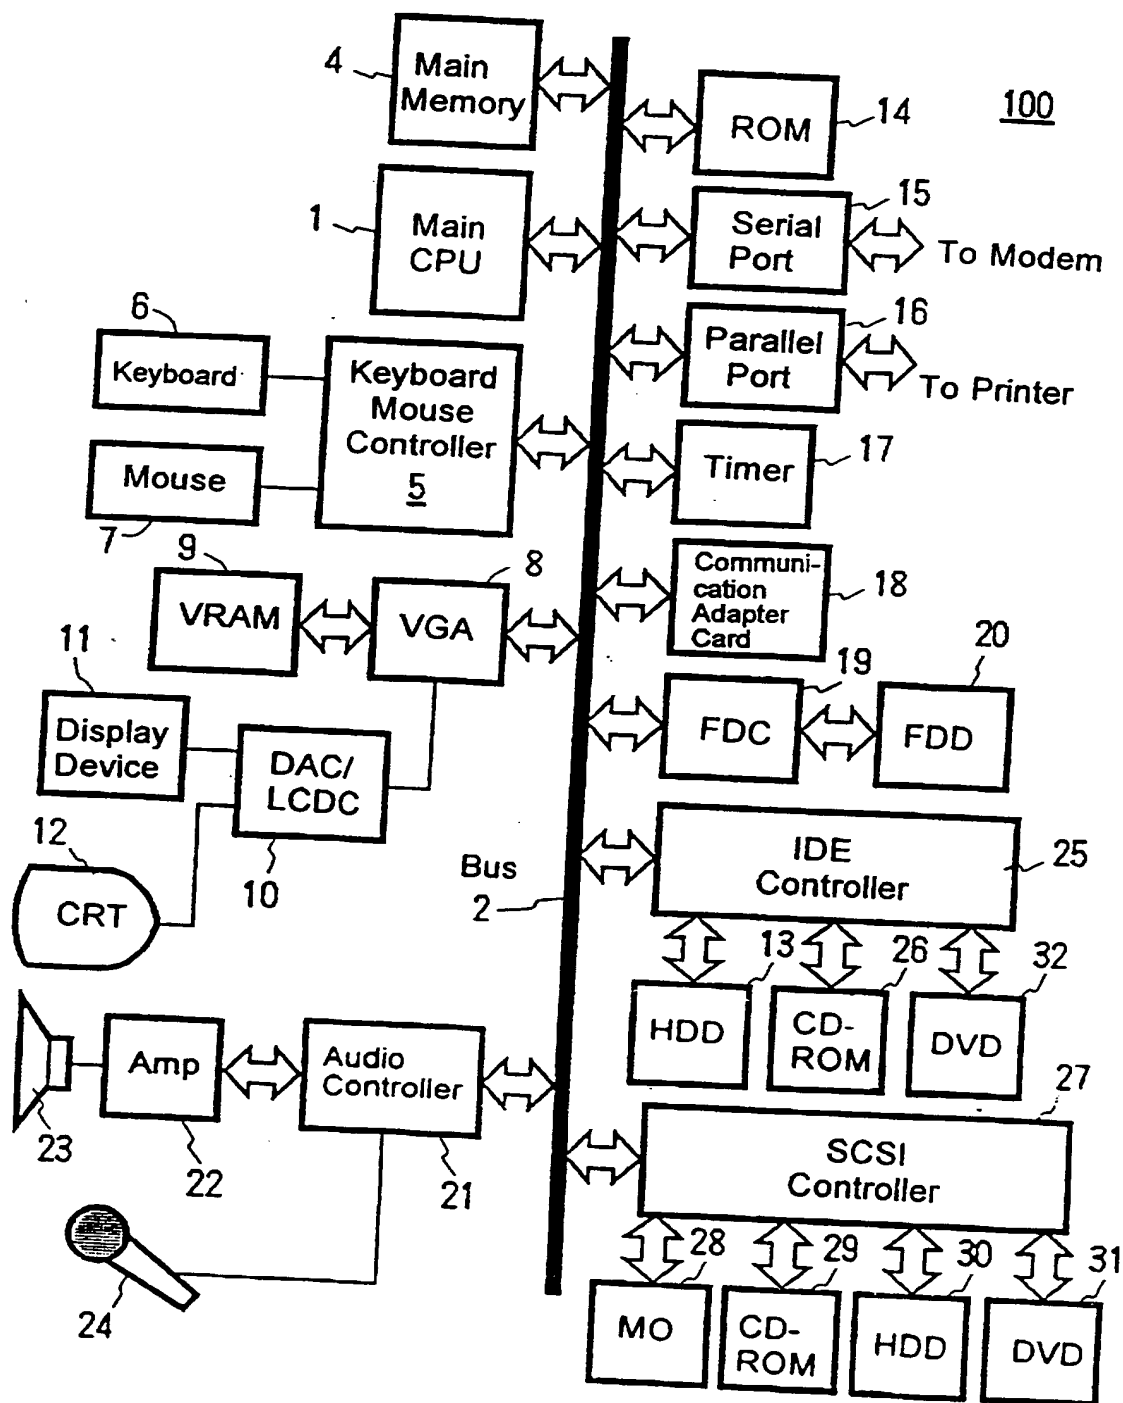 4
Main
Memory
ROM
14
100
1
Main
CPU
Serial
Port
15
To Modem
6
Keyboard
Mouse
7
Keyboard
Mouse
Controller
5
Parallel
Port
16
To Printer
Timer
17
9
VRAM
8
VGA
Communi-
cation
Adapter
Card
18
11
Display
Device
DAC/
LCDC
10
12
CRT
19
FDC
20
FDD
Bus
2
IDE
Controller
25
13
HDD
26
CD-
ROM
32
DVD
23
Amp
22
Audio
Controller
21
24
27
SCSI
Controller
28
MO
29
CD-
ROM
30
HDD
31
DVD